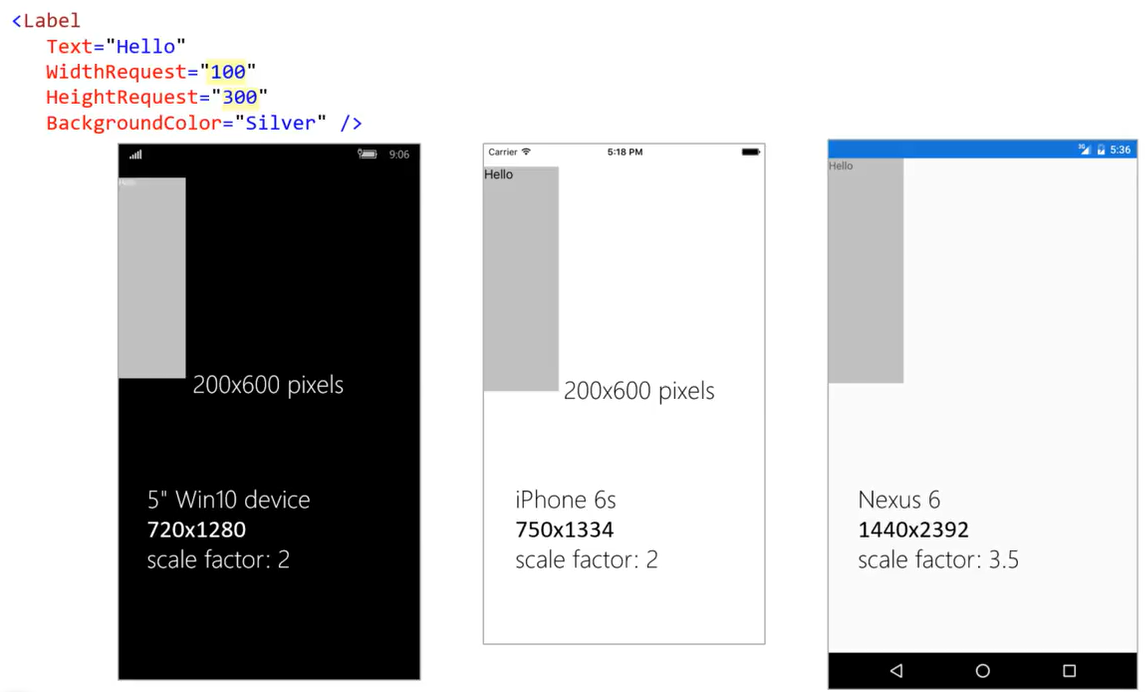 <Label
Text="Hello"
WidthRequest="100"
HeightRequest="300"
BackgroundColor="Silver" />
9:06
Hello
200x600 pixels
5" Win10 device
720x1280
scale factor: 2
Carrier 5:18 PM
Hello
200x600 pixels
iPhone 6s
750x1334
scale factor: 2
3G 5:36
Hello
Nexus 6
1440x2392
scale factor: 3.5